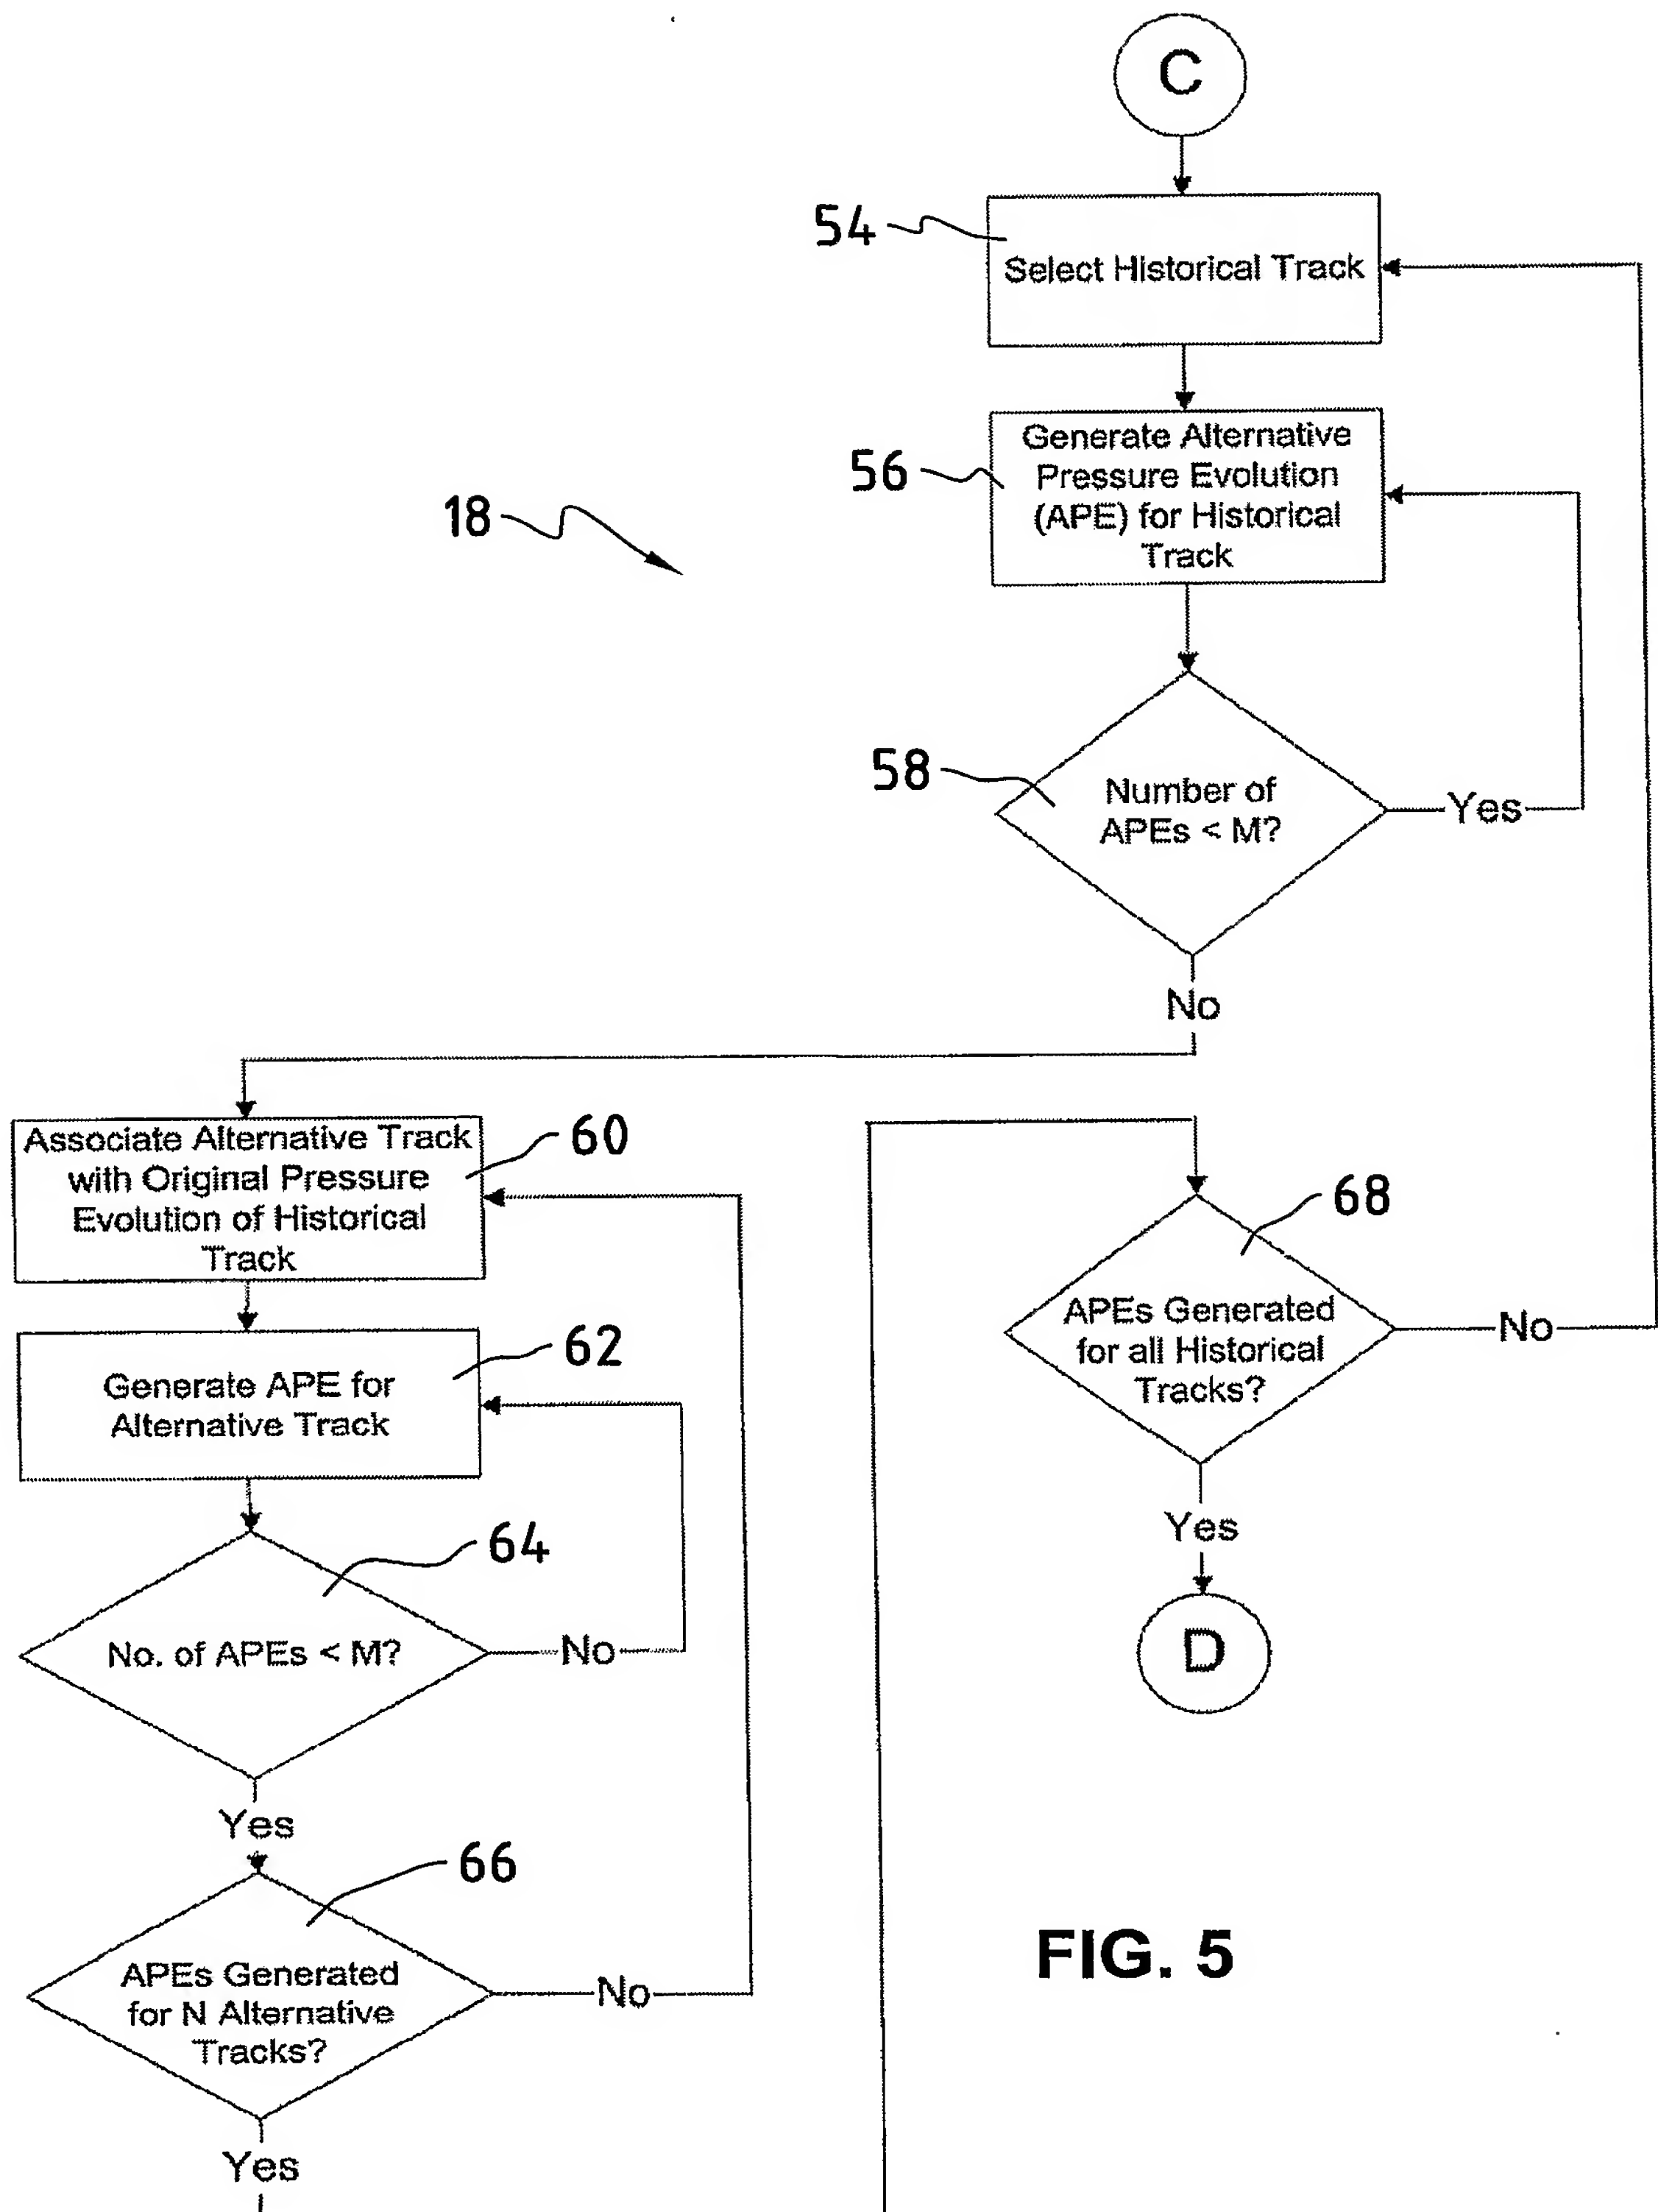 C
54
Select Historical Track
56
Generate Alternative
Pressure Evolution
(APE) for Historical
Track
18
58
Number of
APEs < M?
Yes
No
Associate Alternative Track
with Original Pressure
Evolution of Historical
Track
60
Generate APE for
Alternative Track
62
64
No. of APEs < M?
No
Yes
66
APEs Generated
for N Alternative
Tracks?
No
Yes
68
APEs Generated
for all Historical
Tracks?
No
Yes
D
FIG. 5